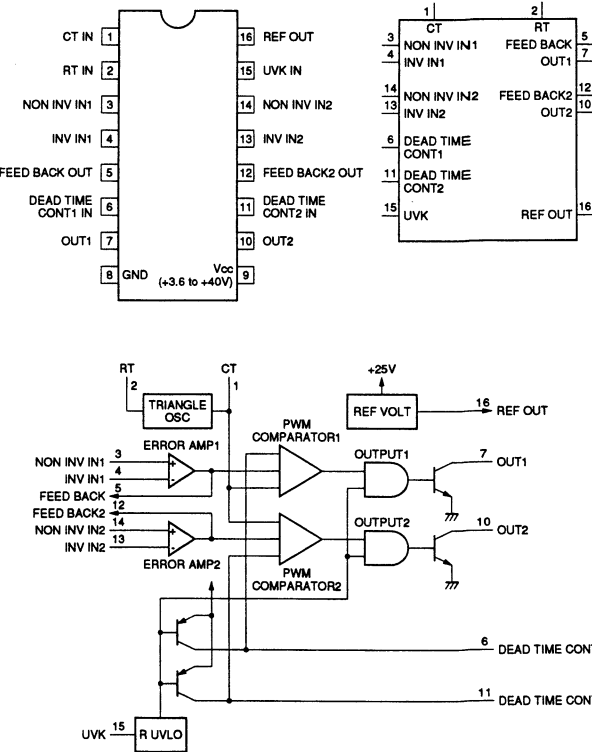 CT IN 1 16 REF OUT
RT IN 2 15 UVK IN
NON INV IN1 3 14 NON INV IN2
INV IN1 4 13 INV IN2
FEED BACK OUT 5 12 FEED BACK2 OUT
DEAD TIME
CONT1 IN 6 11 DEAD TIME
CONT2 IN
OUT1 7 10 OUT2
8 GND Vcc 9
(+3.6 to +40V)
1 2
CT RT
3 NON INV IN1 FEED BACK 5
4 INV IN1 OUT1 7
14 NON INV IN2 FEED BACK2 12
13 INV IN2 OUT2 10
6 DEAD TIME
CONT1
11 DEAD TIME
CONT2
15 UVK REF OUT 16
RT CT +25V
2 1
TRIANGLE
OSC
REF VOLT 16 REF OUT
PWM
COMPARATOR1
ERROR AMP1
OUTPUT1
NON INV IN1 3 +
INV IN1 4 -
FEED BACK 5
7 OUT1
FEED BACK2 12
NON INV IN2 14 +
INV IN2 13 -
ERROR AMP2
OUTPUT2
10 OUT2
PWM
COMPARATOR2
6 DEAD TIME CON
11 DEAD TIME CON
UVK 15 R UVLO